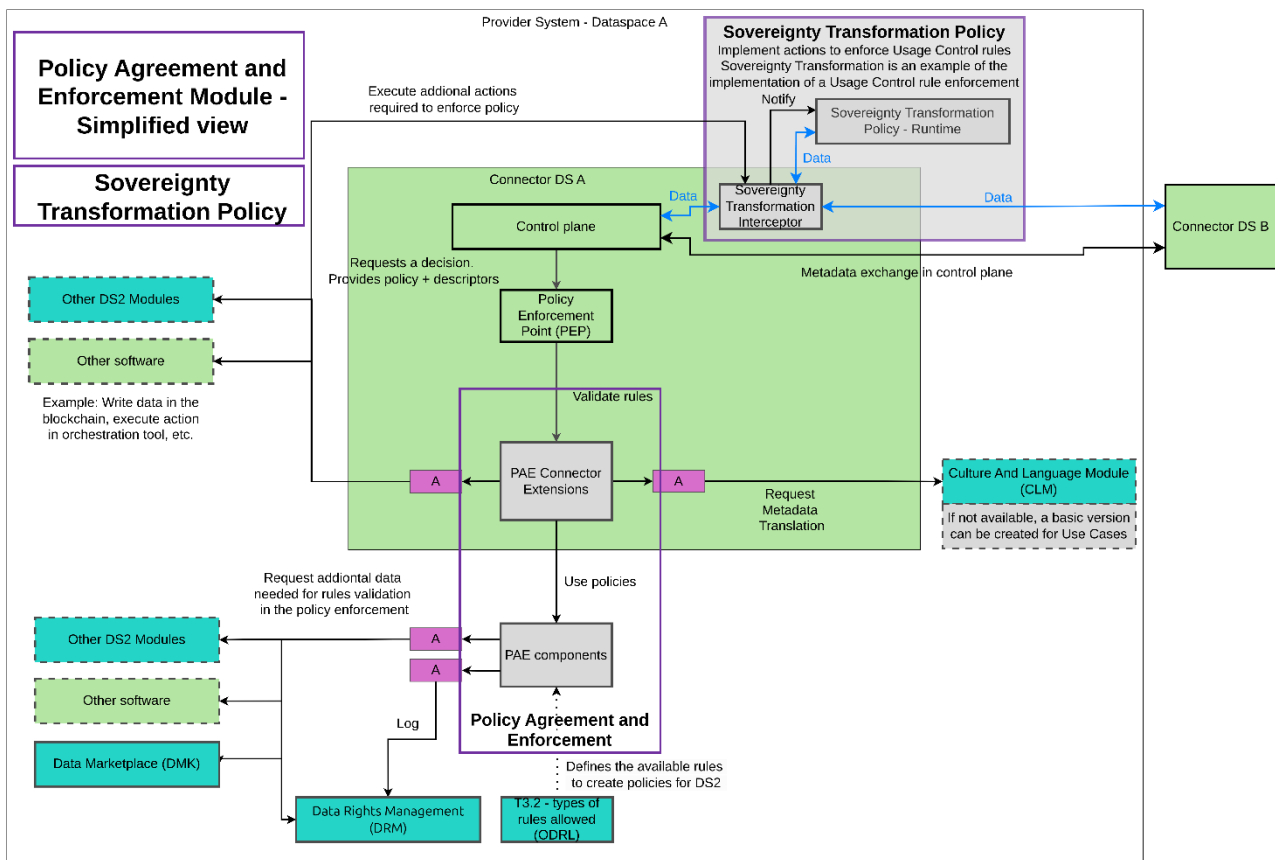 Provider System - Dataspace A
Policy Agreement and
Enforcement Module -
Simplified view
Sovereignty
Transformation Policy
Sovereignty Transformation Policy
Implement actions to enforce Usage Control rules
Sovereignty Transformation is an example of the
implementation of a Usage Control rule enforcement
Notify
Sovereignty Transformation
Policy - Runtime
Data
Execute addional actions
required to enforce policy
Connector DS A
Data
Sovereignty
Transformation
Interceptor
Data
Connector DS B
Control plane
Metadata exchange in control plane
Requests a decision.
Provides policy + descriptors
Policy
Enforcement
Point (PEP)
Other DS2 Modules
Other software
Example: Write data in the
blockchain, execute action
in orchestration tool, etc.
Validate rules
A
PAE Connector
Extensions
A
Request
Metadata
Translation
Culture And Language Module
(CLM)
If not available, a basic version
can be created for Use Cases
Use policies
Request addiontal data
needed for rules validation
in the policy enforcement
Other DS2 Modules
A
A
PAE components
Other software
Log
Policy Agreement and
Enforcement
Data Marketplace (DMK)
Defines the available rules
to create policies for DS2
Data Rights Management
(DRM)
T3.2 - types of
rules allowed
(ODRL)